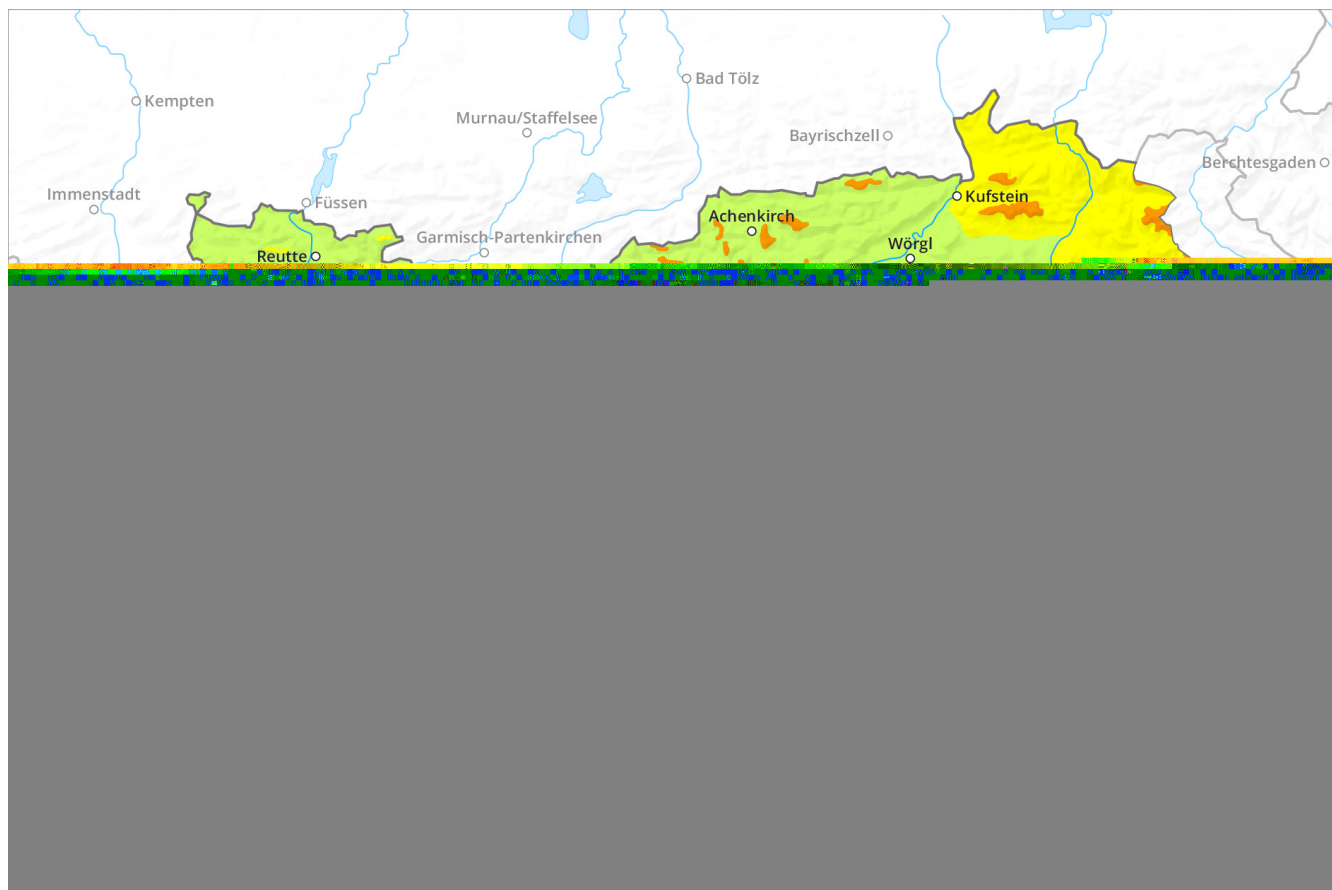 Bad Tölz
Kempten
Murnau/Staffelsee
Bayrischzell
Berchtesgaden
Immenstadt
Füssen
Kufstein
Achenkirch
Garmisch-Partenkirchen
Wörgl
Reutte